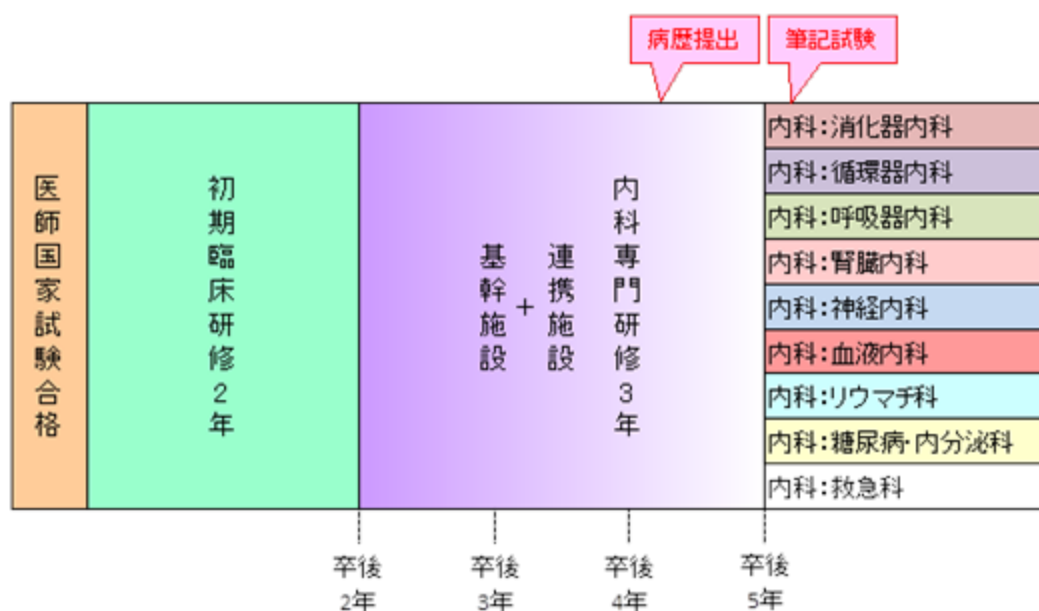 病歴提出
筆記試験
医師国家試験合格
初期臨床研修2年
基幹施設
+
連携施設
内科専門研修3年
内科:消化器内科
内科:循環器内科
内科:呼吸器内科
内科:腎臓内科
内科:神経内科
内科:血液内科
内科:リウマチ科
内科:糖尿病・内分泌科
内科:救急科
卒後
2年
卒後
3年
卒後
4年
卒後
5年